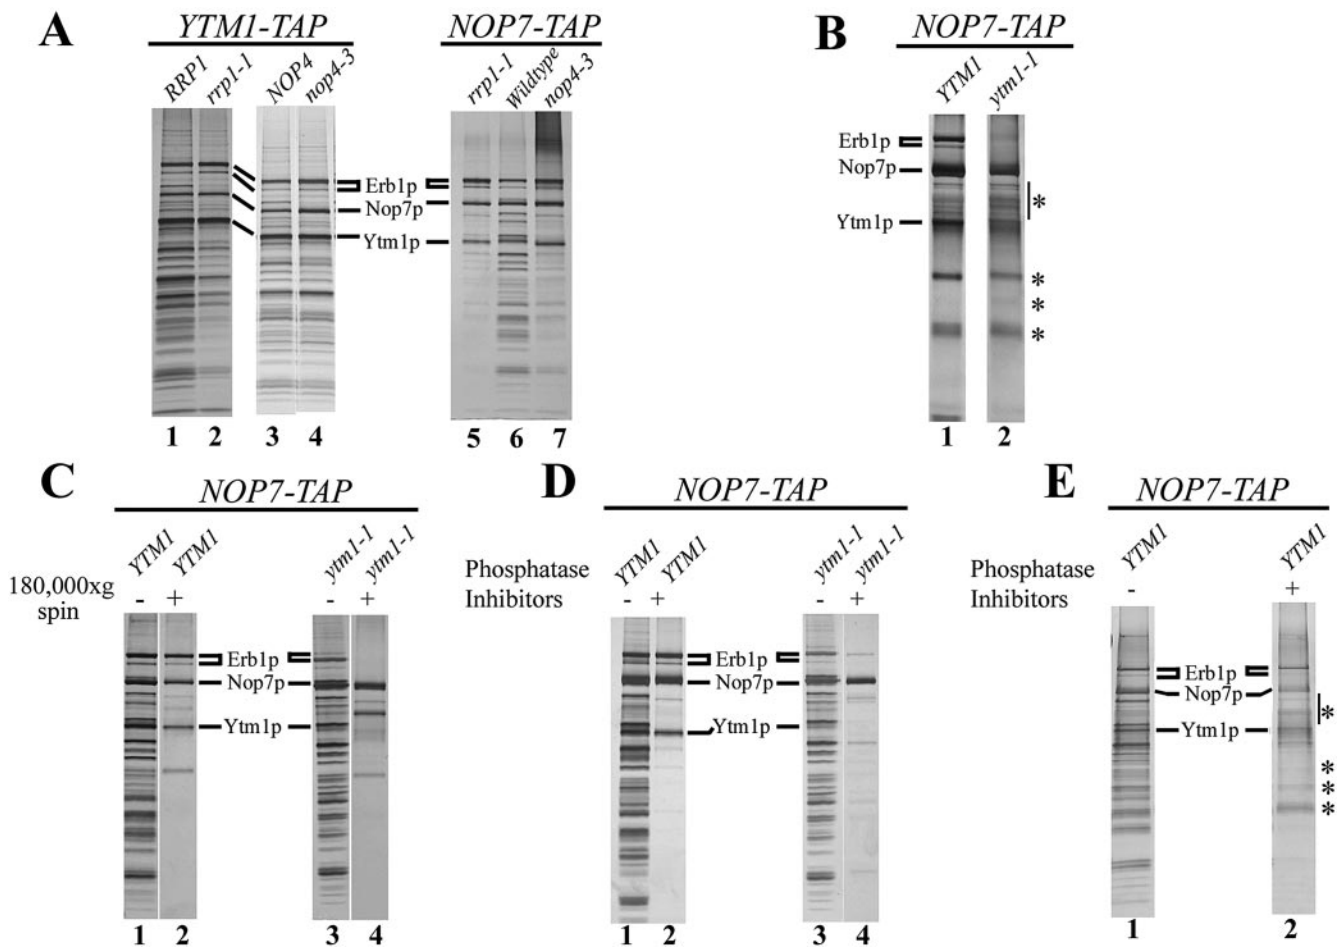 A
YTM1-TAP
NOP7-TAP
RRP1
rrp1-1
NOP4
nop4-3
rrp1-1
Wildtype
nop4-3
Erb1p
Nop7p
Ytm1p
1 2 3 4 5 6 7
B
NOP7-TAP
YTM1
ytm1-1
Erb1p
Nop7p
Ytm1p
*
*
*
*
1 2
C
NOP7-TAP
YTM1
YTM1
ytm1-1
ytm1-1
180,000xg
spin
- + - +
Erb1p
Nop7p
Ytm1p
1 2 3 4
D
NOP7-TAP
YTM1
YTM1
ytm1-1
ytm1-1
Phosphatase
Inhibitors
- + - +
Erb1p
Nop7p
Ytm1p
1 2 3 4
E
NOP7-TAP
YTM1
YTM1
Phosphatase
Inhibitors
- +
Erb1p
Nop7p
Ytm1p
*
*
*
*
1 2